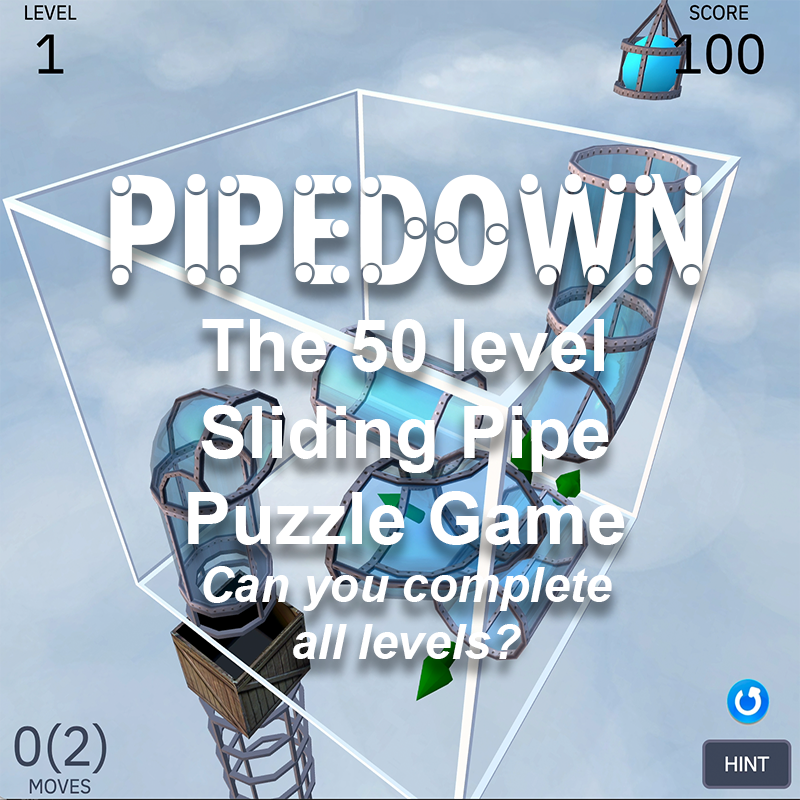 LEVEL
1
SCORE
100
PIPEDOWN
The 50 level
Sliding Pipe
Puzzle Game
Can you complete
all levels?
0(2)
MOVES
HINT